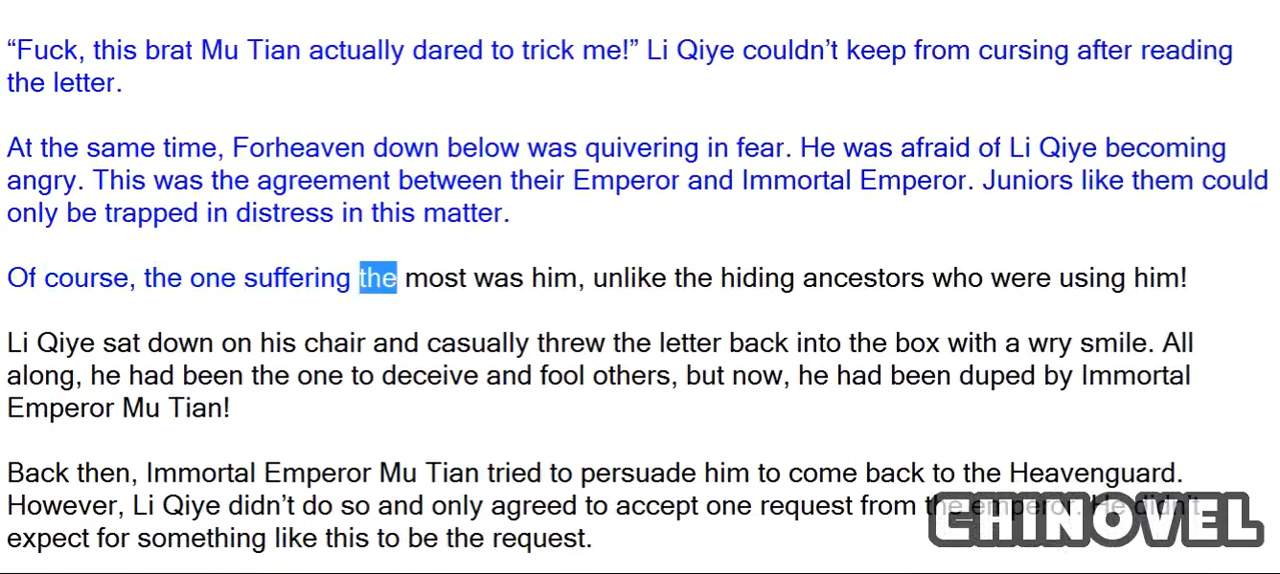 “Fuck, this brat Mu Tian actually dared to trick me!” Li Qiye couldn’t keep from cursing after reading
the letter.
At the same time, Forheaven down below was quivering in fear. He was afraid of Li Qiye becoming
angry. This was the agreement between their Emperor and Immortal Emperor. Juniors like them could
only be trapped in distress in this matter.
Of course, the one suffering the most was him, unlike the hiding ancestors who were using him!
Li Qiye sat down on his chair and casually threw the letter back into the box with a wry smile. All
along, he had been the one to deceive and fool others, but now, he had been duped by Immortal
Emperor Mu Tian!
Back then, Immortal Emperor Mu Tian tried to persuade him to come back to the Heavenguard.
However, Li Qiye didn’t do so and only agreed to accept one request from the emperor. He didn’t
expect for something like this to be the request.
CHINOVEL